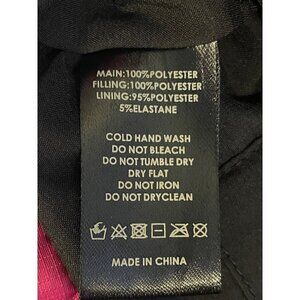 MAIN:100%POLYESTER
FILLING:100%POLYESTER
LINING:95%POLYESTER
5%ELASTANE
COLD HAND WASH
DO NOT BLEACH
DO NOT TUMBLE DRY
DRY FLAT
DO NOT IRON
DO NOT DRYCLEAN
MADE IN CHINA